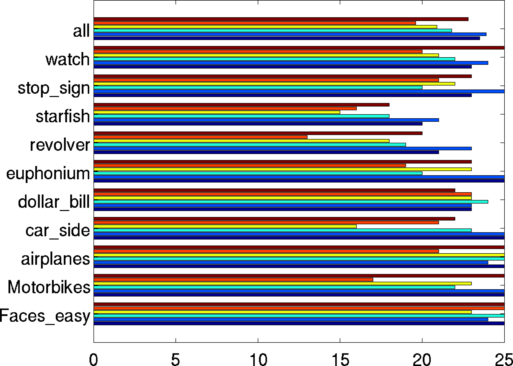 all
watch
stop_sign
starfish
revolver
euphonium
dollar_bill
car_side
airplanes
Motorbikes
Faces_easy
0 5 10 15 20 25